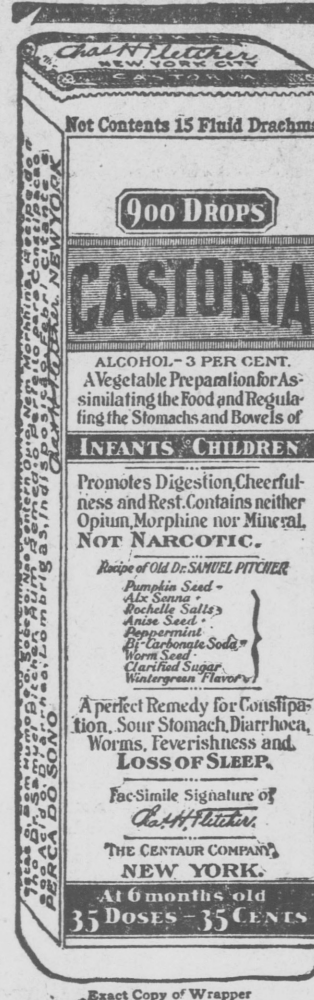 Chas H Fletcher
NEW YORK CITY
CASTORIA
Net Contents 15 Fluid Drachms
900 DROPS
CASTORIA
ALCOHOL-3 PER CENT.
A Vegetable Preparation for As-
similating the Food and Regula-
ting the Stomachs and Bowels of
INFANTS CHILDREN
Promotes Digestion, Cheerful-
ness and Rest. Contains neither
Opium, Morphine nor Mineral.
NOT NARCOTIC.
Recipe of Old Dr. SAMUEL PITCHER
Pumpkin Seed -
Alx Senna +
Rochelle Salts
Anise Seed +
Peppermint
Bi-Carbonate Soda
Worm Seed -
Clarified Sugar
Wintergreen Flavor
A perfect Remedy for Constipa-
tion, Sour Stomach, Diarrhoea,
Worms, Feverishness and
LOSS OF SLEEP.
Fac-Simile Signature of
Chas. H. Fletcher.
THE CENTAUR COMPANY,
NEW YORK.
At 6 months old
35 DOSES - 35 CENTS
PERCA DO SONO
NEW YORK
Exact Copy of Wrapper